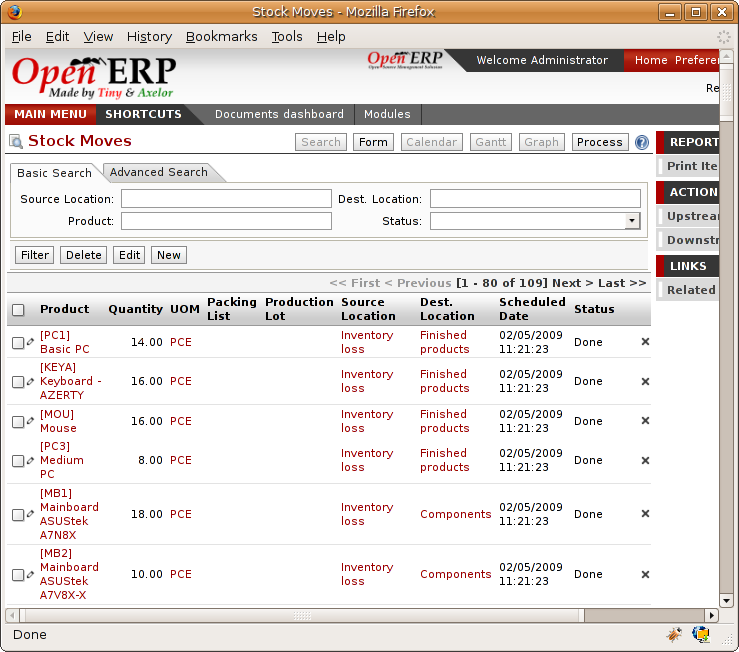 Stock Moves - Mozilla Firefox
File Edit View History Bookmarks Tools Help
Open ERP
Made by Tiny & Axelor
Open ERP
Open Source Management Solution
Welcome Administrator
Home Preferen
Re
MAIN MENU SHORTCUTS Documents dashboard Modules
Stock Moves
Search Form Calendar Gantt Graph Process ?
REPORT
Print Ite
ACTION
Upstrea
Downstr
LINKS
Related
Basic Search Advanced Search
Source Location: Dest. Location:
Product: Status:
Filter Delete Edit New
<< First < Previous [1 - 80 of 109] Next > Last >>
Product Quantity UOM Packing List Production Lot Source Location Dest. Location Scheduled Date Status
[PC1] Basic PC 14.00 PCE Inventory loss Finished products 02/05/2009 11:21:23 Done
[KEYA] Keyboard - AZERTY 16.00 PCE Inventory loss Finished products 02/05/2009 11:21:23 Done
[MOU] Mouse 16.00 PCE Inventory loss Finished products 02/05/2009 11:21:23 Done
[PC3] Medium PC 8.00 PCE Inventory loss Finished products 02/05/2009 11:21:23 Done
[MB1] Mainboard ASUStek A7N8X 18.00 PCE Inventory loss Components 02/05/2009 11:21:23 Done
[MB2] Mainboard ASUStek A7V8X-X 10.00 PCE Inventory loss Components 02/05/2009 11:21:23 Done
Done